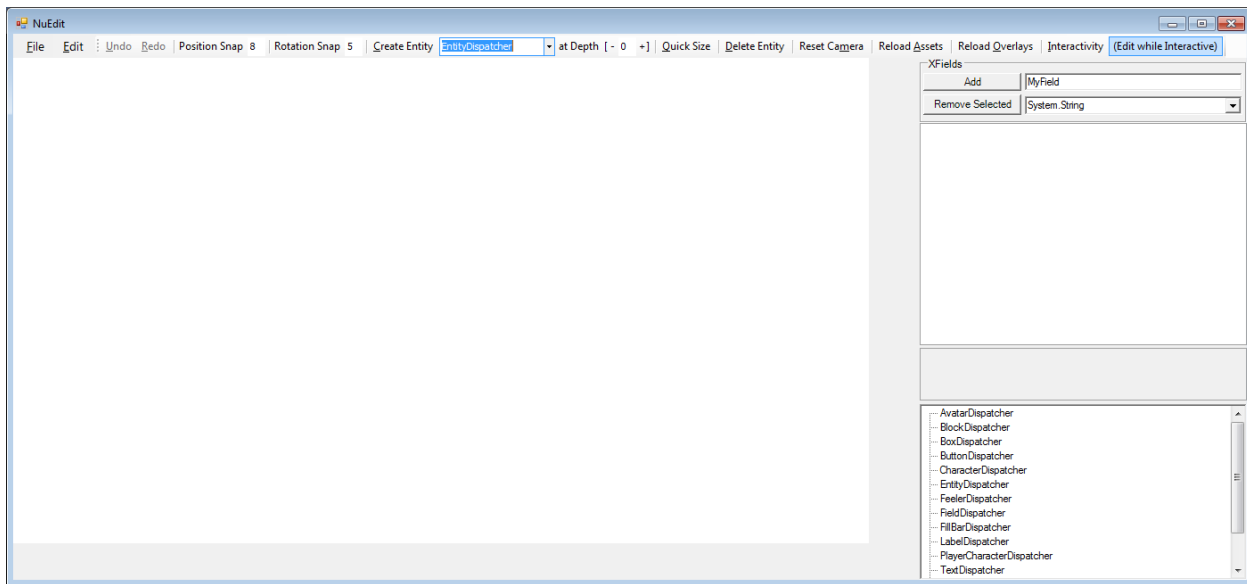 NuEdit
File Edit Undo Redo Position Snap 8 Rotation Snap 5 Create Entity EntityDispatcher at Depth [ - 0 +] Quick Size Delete Entity Reset Camera Reload Assets Reload Overlays Interactivity (Edit while Interactive)
XFields
Add MyField
Remove Selected System.String
AvatarDispatcher
BlockDispatcher
BoxDispatcher
ButtonDispatcher
CharacterDispatcher
EntityDispatcher
FeelerDispatcher
FieldDispatcher
FillBarDispatcher
LabelDispatcher
PlayerCharacterDispatcher
TextDispatcher